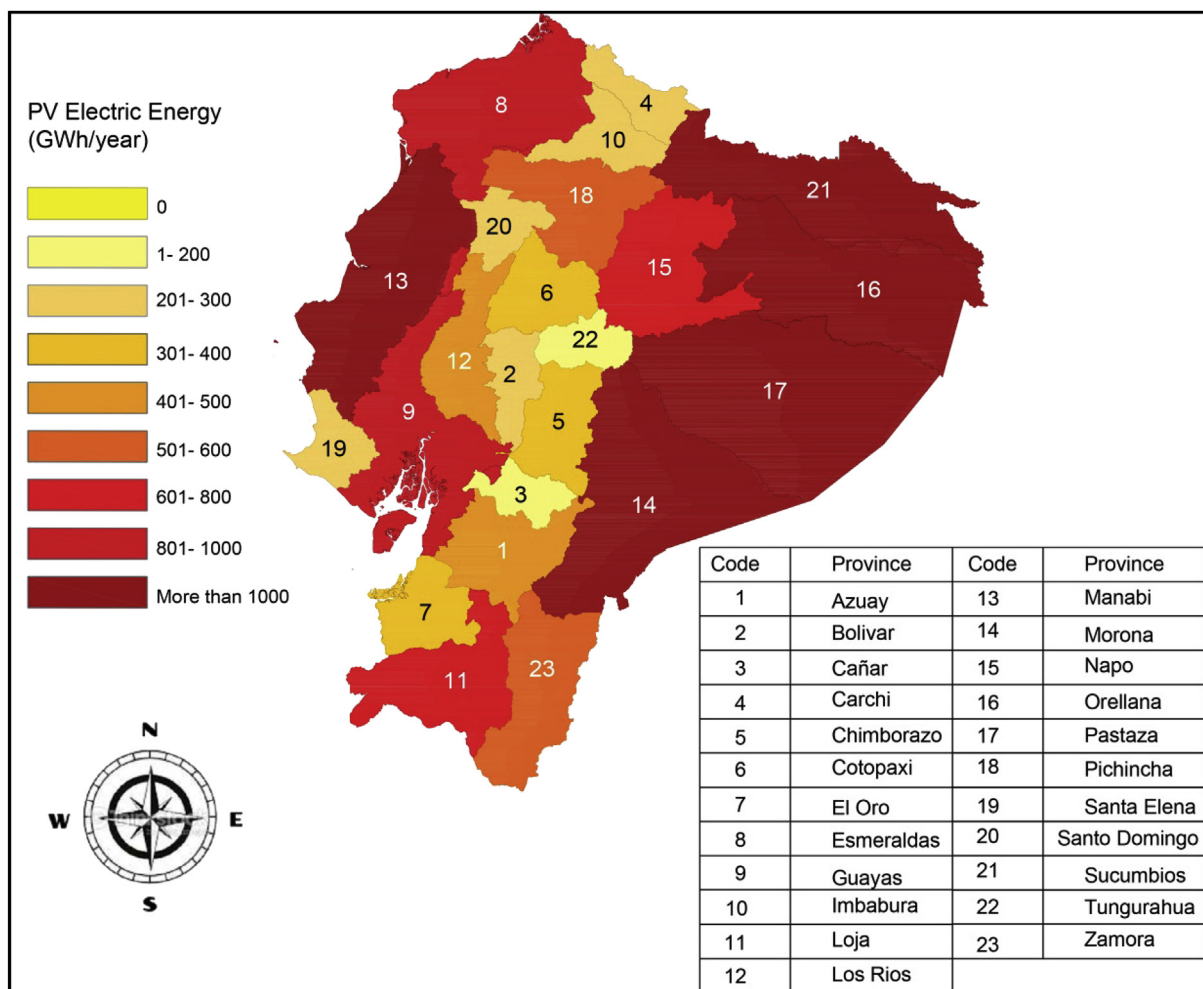 PV Electric Energy
(GWh/year)
0
1- 200
201- 300
301- 400
401- 500
501- 600
601- 800
801- 1000
More than 1000
8
4
10
21
18
20
15
13
16
6
22
12
2
17
9
5
19
3
14
1
7
11
23
N
W E
S
Code Province Code Province
1 Azuay 13 Manabi
2 Bolivar 14 Morona
3 Cañar 15 Napo
4 Carchi 16 Orellana
5 Chimborazo 17 Pastaza
6 Cotopaxi 18 Pichincha
7 El Oro 19 Santa Elena
8 Esmeraldas 20 Santo Domingo
9 Guayas 21 Sucumbios
10 Imbabura 22 Tungurahua
11 Loja 23 Zamora
12 Los Rios